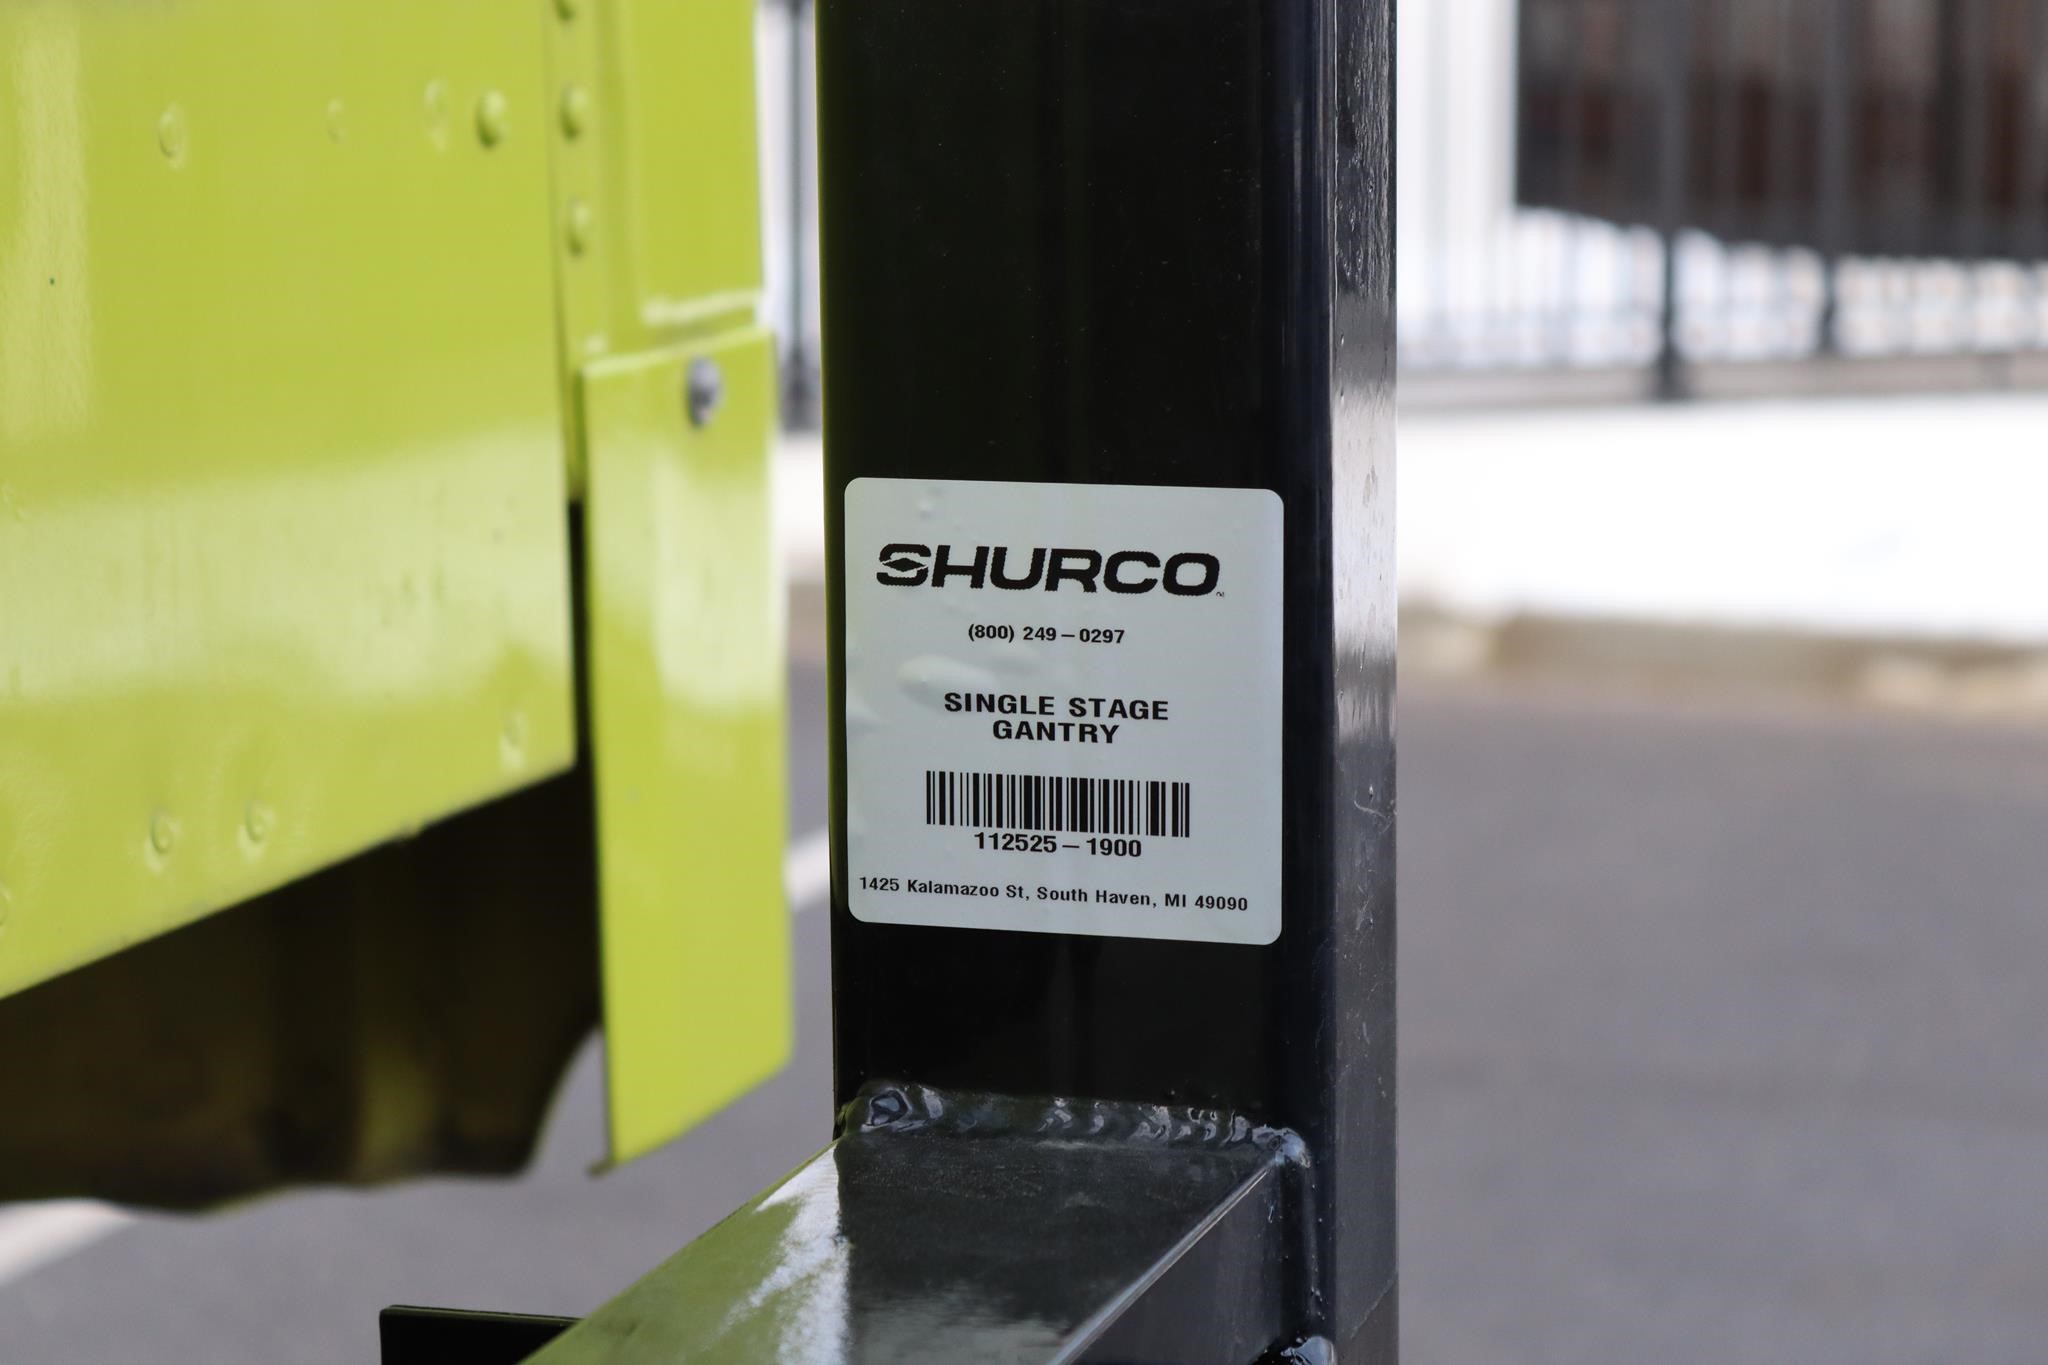 SHURCO
(800) 249-0297
SINGLE STAGE
GANTRY
112525-1900
1425 Kalamazoo St, South Haven, MI 49090